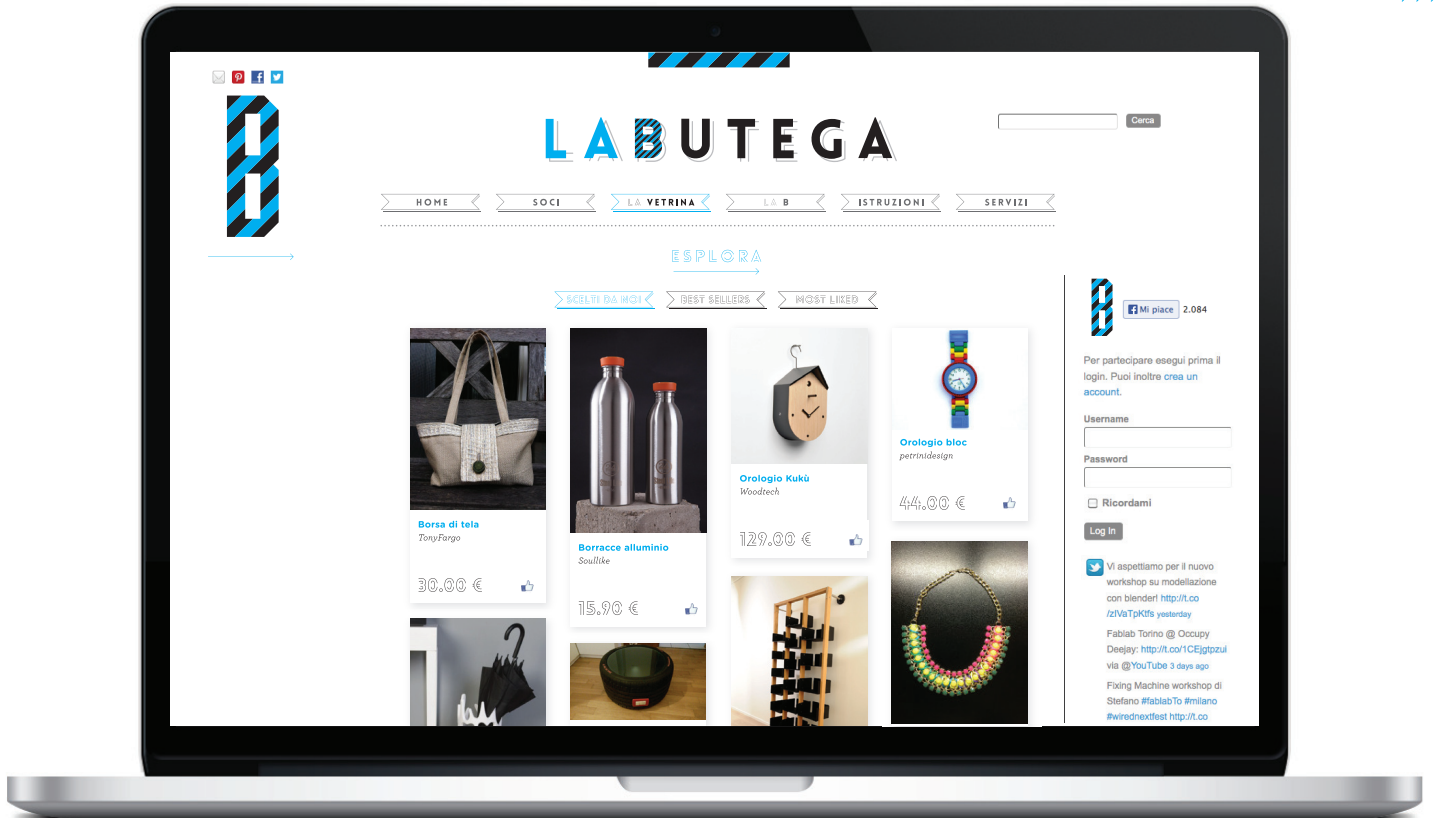 LABUTEGA
Cerca
HOME
SOCI
LA VETRINA
LA B
ISTRUZIONI
SERVIZI
ESPLORA
SCELTI DA NOI
BEST SELLERS
MOST LIKED
Borsa di tela
TonyFargo
30.00 €
Borracce alluminio
Soullike
15.90 €
Orologio Kukù
Woodtech
129.00 €
Orologio bloc
petrinidesign
44.00 €
B
Mi piace 2.084
Per partecipare esegui prima il
login. Puoi inoltre crea un
account.
Username
Password
Ricordami
Log In
Vi aspettiamo per il nuovo
workshop su modellazione
con blender! http://t.co
/zIVaTpKtfs yesterday
Fablab Torino @ Occupy
Deejay: http://t.co/1CEjgtpzui
via @YouTube 3 days ago
Fixing Machine workshop di
Stefano #fablabTo #milano
#wirednextfest http://t.co